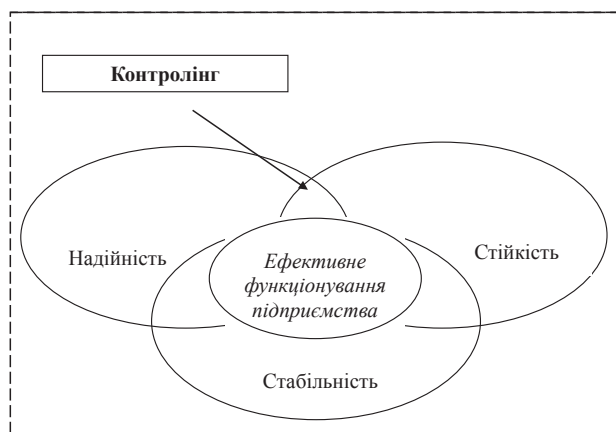 Контролінг
Надійність
Стійкість
Ефективне
функціонування
підприємства
Стабільність